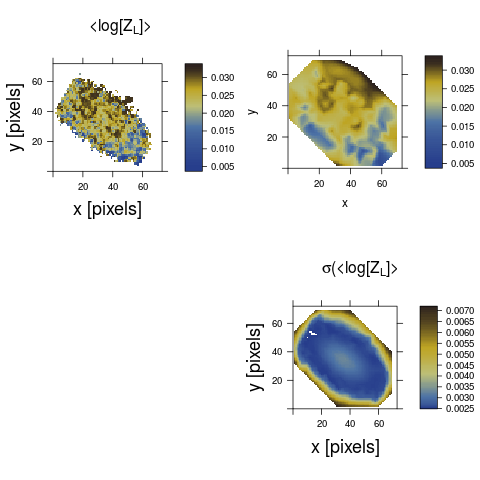 <log[Z_L]>
60
40
20
20 40 60
y [pixels]
x [pixels]
0.030
0.025
0.020
0.015
0.010
0.005
60
40
20
20 40 60
y
x
0.030
0.025
0.020
0.015
0.010
0.005
σ(<log[Z_L]>
60
40
20
20 40 60
y [pixels]
x [pixels]
0.0070
0.0065
0.0060
0.0055
0.0050
0.0045
0.0040
0.0035
0.0030
0.0025